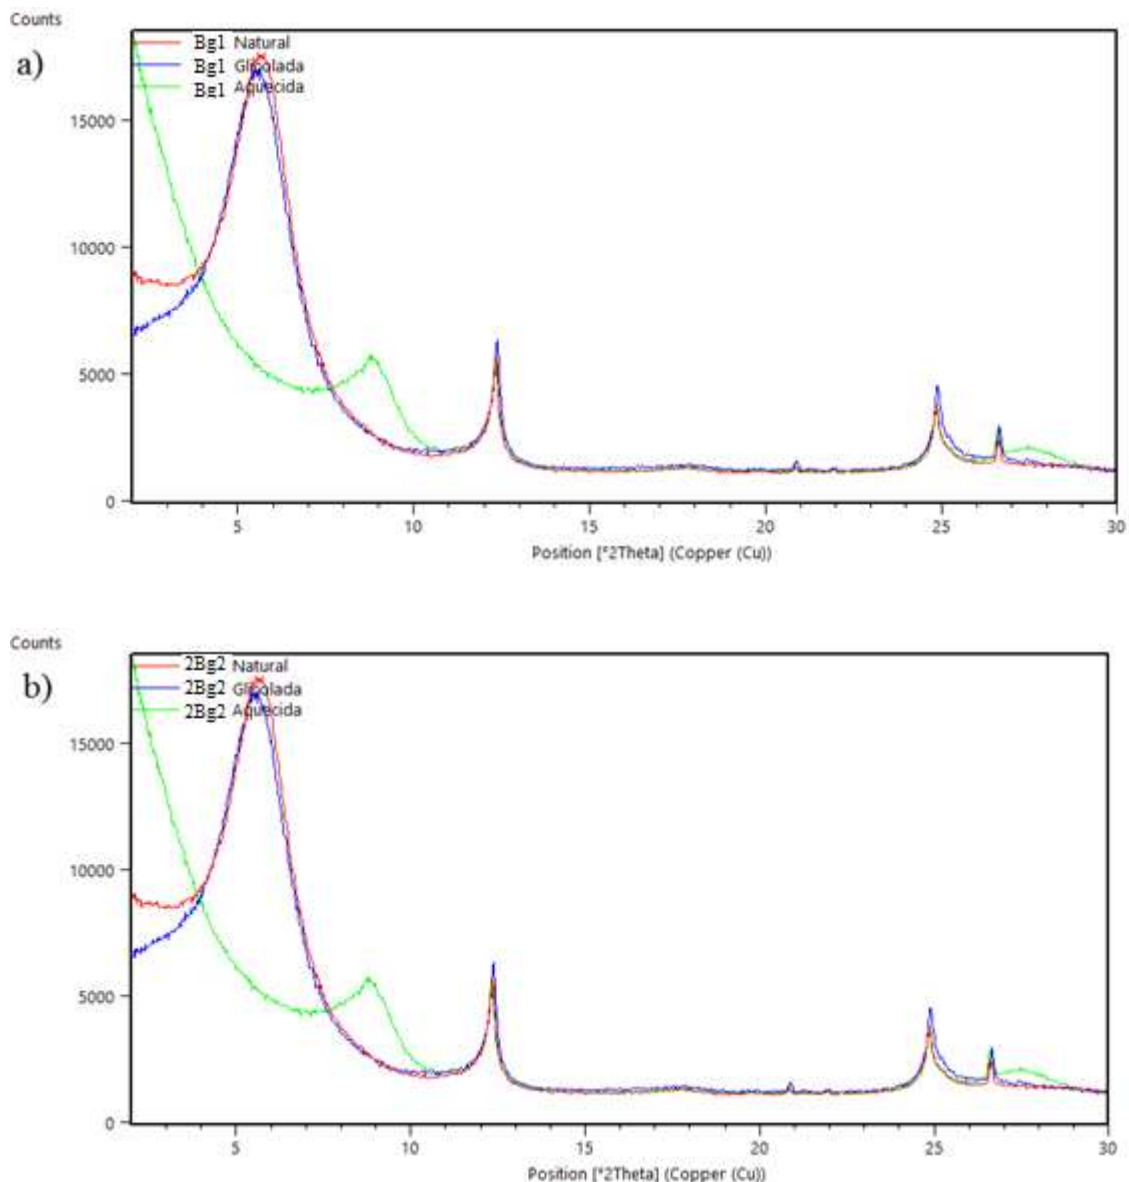 Counts
a)
Bg1 Natural
Bg1 Glicolada
Bg1 Aquecida
15000
10000
5000
0
5 10 15 20 25 30
Position [°2Theta] (Copper (Cu))
Counts
b)
2Bg2 Natural
2Bg2 Glicolada
2Bg2 Aquecida
15000
10000
5000
0
5 10 15 20 25 30
Position [°2Theta] (Copper (Cu))